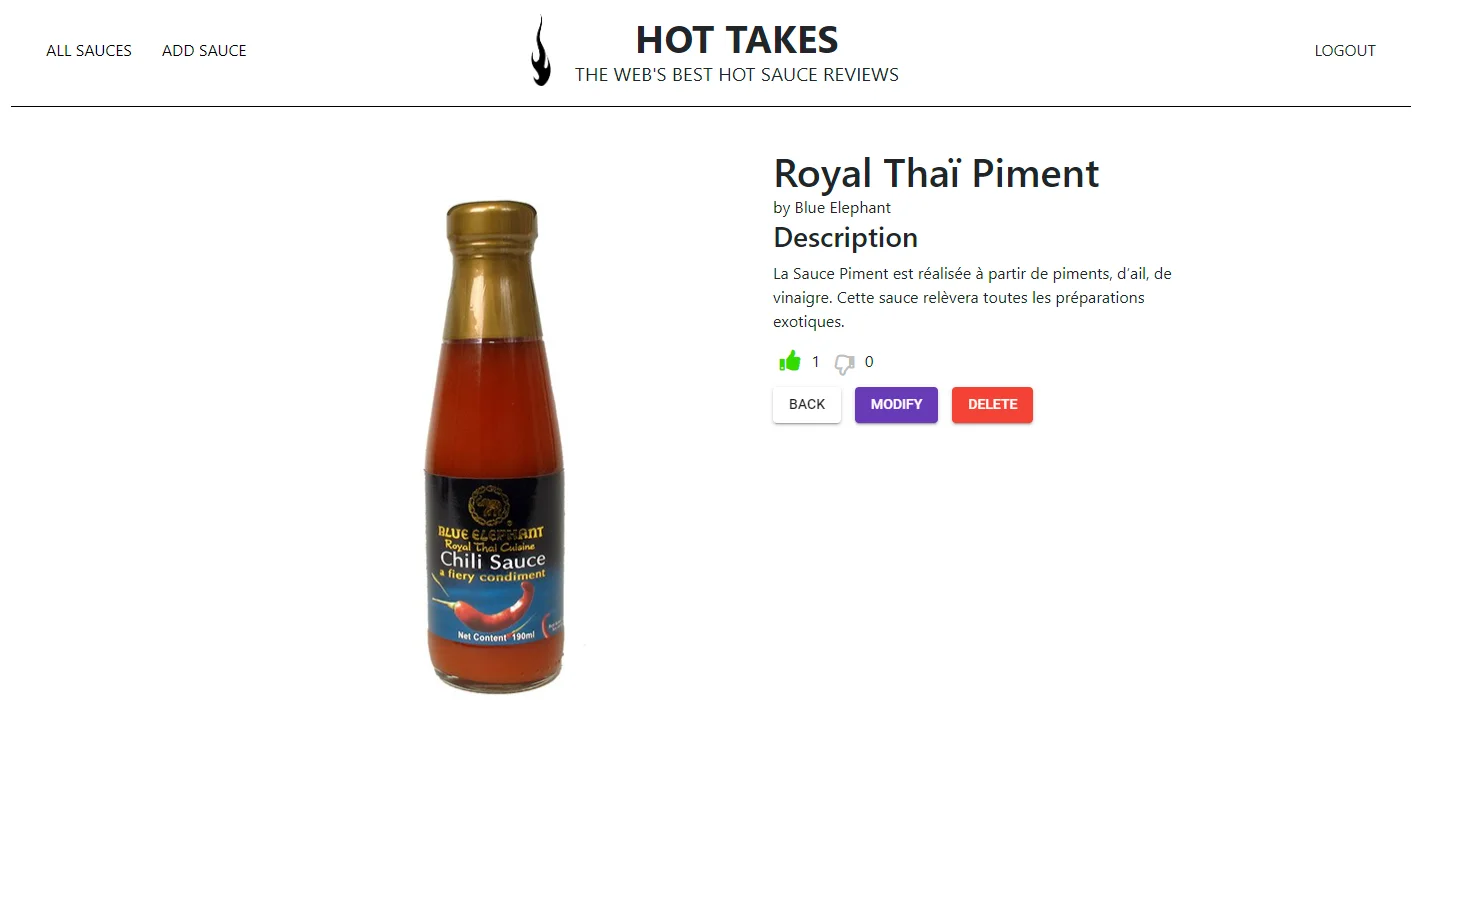 ALL SAUCES
ADD SAUCE
HOT TAKES
THE WEB'S BEST HOT SAUCE REVIEWS
LOGOUT
Royal Thaï Piment
by Blue Elephant
Description
La Sauce Piment est réalisée à partir de piments, d’ail, de
vinaigre. Cette sauce relèvera toutes les préparations
exotiques.
1
0
BACK
MODIFY
DELETE
BLUE ELEPHANT
Royal Thai Cuisine
Chili Sauce
a fiery condiment
Net Content 190ml